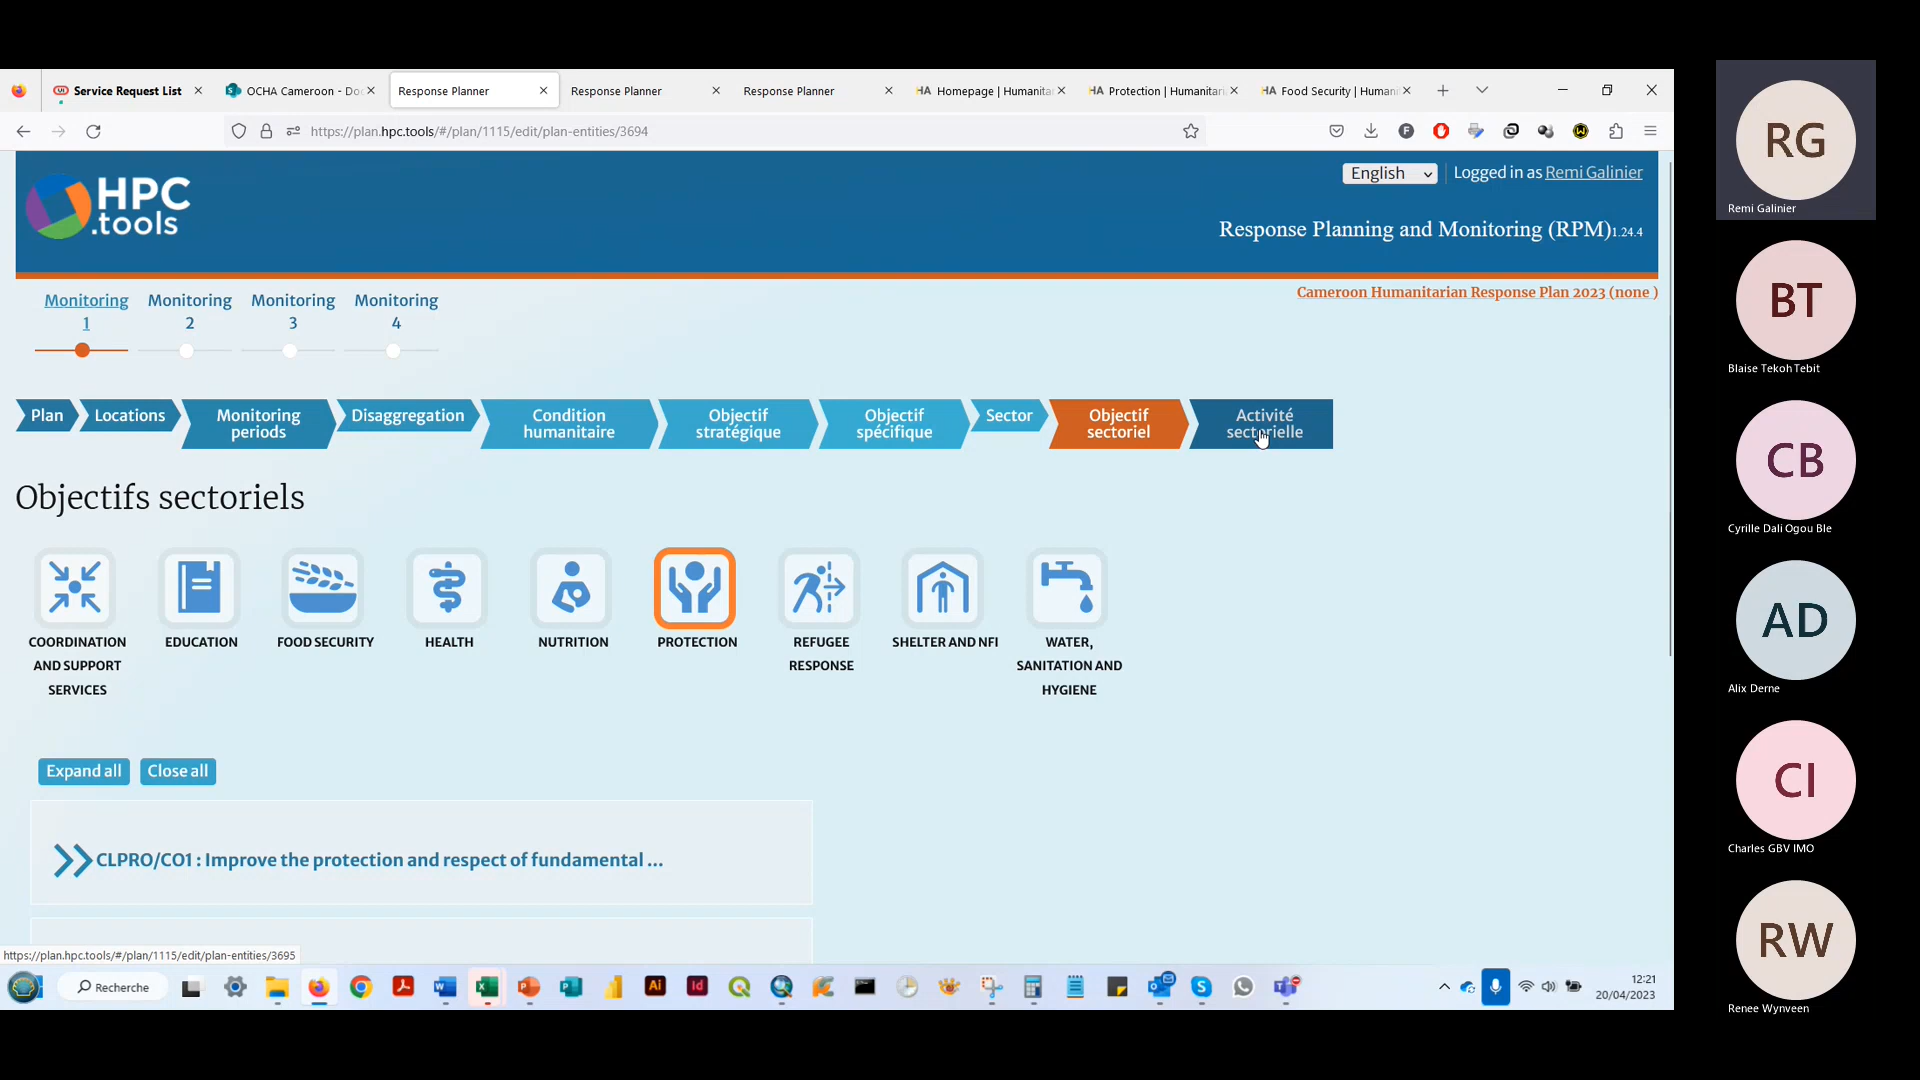 Service Request List
OCHA Cameroon - Doc
Response Planner
Response Planner
Response Planner
HA Homepage | Humanitar
HA Protection | Humanitari
HA Food Security | Humani
https://plan.hpc.tools/#/plan/1115/edit/plan-entities/3694
HPC
.tools
English
Logged in as Remi Galinier
Response Planning and Monitoring (RPM)1.24.4
Cameroon Humanitarian Response Plan 2023 (none )
Monitoring
1
Monitoring
2
Monitoring
3
Monitoring
4
Plan
Locations
Monitoring
periods
Disaggregation
Condition
humanitaire
Objectif
stratégique
Objectif
spécifique
Sector
Objectif
sectoriel
Activité
sectorielle
Objectifs sectoriels
COORDINATION
AND SUPPORT
SERVICES
EDUCATION
FOOD SECURITY
HEALTH
NUTRITION
PROTECTION
REFUGEE
RESPONSE
SHELTER AND NFI
WATER,
SANITATION AND
HYGIENE
Expand all
Close all
CLPRO/CO1 : Improve the protection and respect of fundamental ...
https://plan.hpc.tools/#/plan/1115/edit/plan-entities/3695
Recherche
Ai
Id
12:21
20/04/2023
RG
Remi Galinier
BT
Blaise Tekoh Tebit
CB
Cyrille Dali Ogou Ble
AD
Alix Derne
CI
Charles GBV IMO
RW
Renee Wynveen